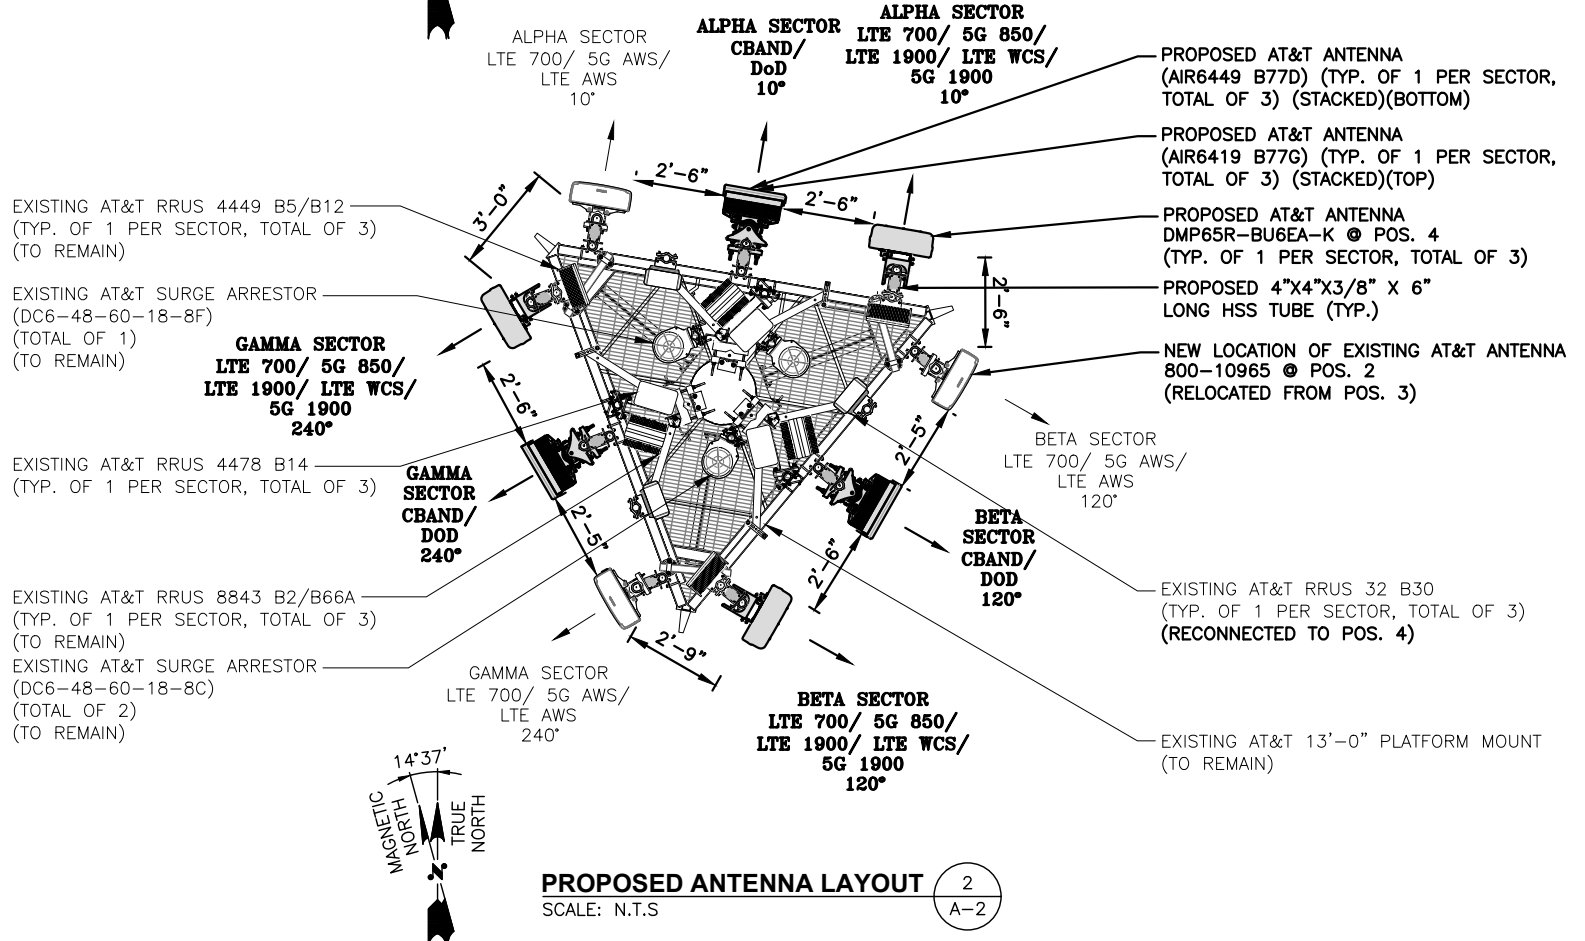 ALPHA SECTOR
LTE 700/ 5G AWS/
LTE AWS
10°
ALPHA SECTOR
CBAND/
DoD
10°
ALPHA SECTOR
LTE 700/ 5G 850/
LTE 1900/ LTE WCS/
5G 1900
10°
PROPOSED AT&T ANTENNA
(AIR6449 B77D) (TYP. OF 1 PER SECTOR,
TOTAL OF 3) (STACKED)(BOTTOM)
PROPOSED AT&T ANTENNA
(AIR6419 B77G) (TYP. OF 1 PER SECTOR,
TOTAL OF 3) (STACKED)(TOP)
PROPOSED AT&T ANTENNA
DMP65R-BU6EA-K @ POS. 4
(TYP. OF 1 PER SECTOR, TOTAL OF 3)
PROPOSED 4"X4"X3/8" X 6"
LONG HSS TUBE (TYP.)
NEW LOCATION OF EXISTING AT&T ANTENNA
800-10965 @ POS. 2
(RELOCATED FROM POS. 3)
EXISTING AT&T RRUS 4449 B5/B12
(TYP. OF 1 PER SECTOR, TOTAL OF 3)
(TO REMAIN)
EXISTING AT&T SURGE ARRESTOR
(DC6-48-60-18-8F)
(TOTAL OF 1)
(TO REMAIN)
GAMMA SECTOR
LTE 700/ 5G 850/
LTE 1900/ LTE WCS/
5G 1900
240°
EXISTING AT&T RRUS 4478 B14
(TYP. OF 1 PER SECTOR, TOTAL OF 3)
GAMMA
SECTOR
CBAND/
DOD
240°
EXISTING AT&T RRUS 8843 B2/B66A
(TYP. OF 1 PER SECTOR, TOTAL OF 3)
(TO REMAIN)
EXISTING AT&T SURGE ARRESTOR
(DC6-48-60-18-8C)
(TOTAL OF 2)
(TO REMAIN)
3'-0"
2'-6"
2'-6"
2'-6"
2'-6"
2'-5"
2'-5"
2'-6"
2'-9"
BETA SECTOR
LTE 700/ 5G AWS/
LTE AWS
120°
BETA
SECTOR
CBAND/
DOD
120°
EXISTING AT&T RRUS 32 B30
(TYP. OF 1 PER SECTOR, TOTAL OF 3)
(RECONNECTED TO POS. 4)
GAMMA SECTOR
LTE 700/ 5G AWS/
LTE AWS
240°
BETA SECTOR
LTE 700/ 5G 850/
LTE 1900/ LTE WCS/
5G 1900
120°
EXISTING AT&T 13'-0" PLATFORM MOUNT
(TO REMAIN)
14°37'
MAGNETIC
NORTH
TRUE
NORTH
N
PROPOSED ANTENNA LAYOUT
SCALE: N.T.S
2
A-2